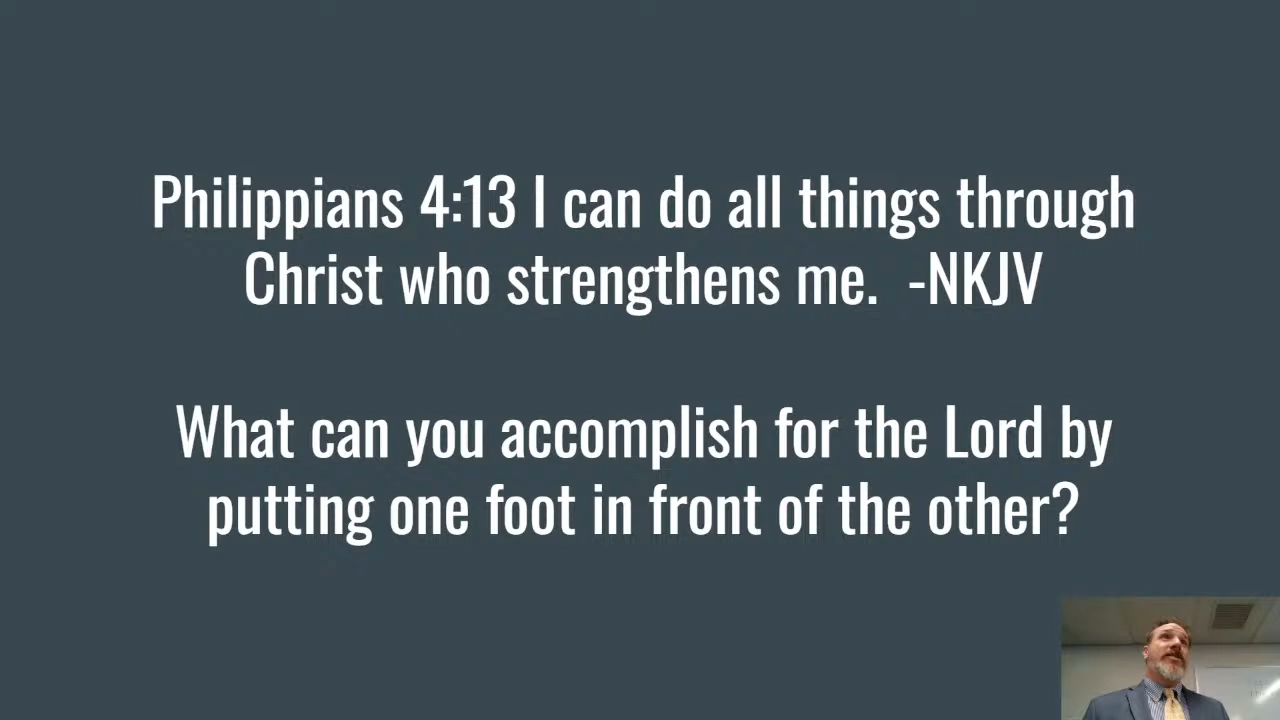 Philippians 4:13 I can do all things through
Christ who strengthens me.  -NKJV
What can you accomplish for the Lord by
putting one foot in front of the other?